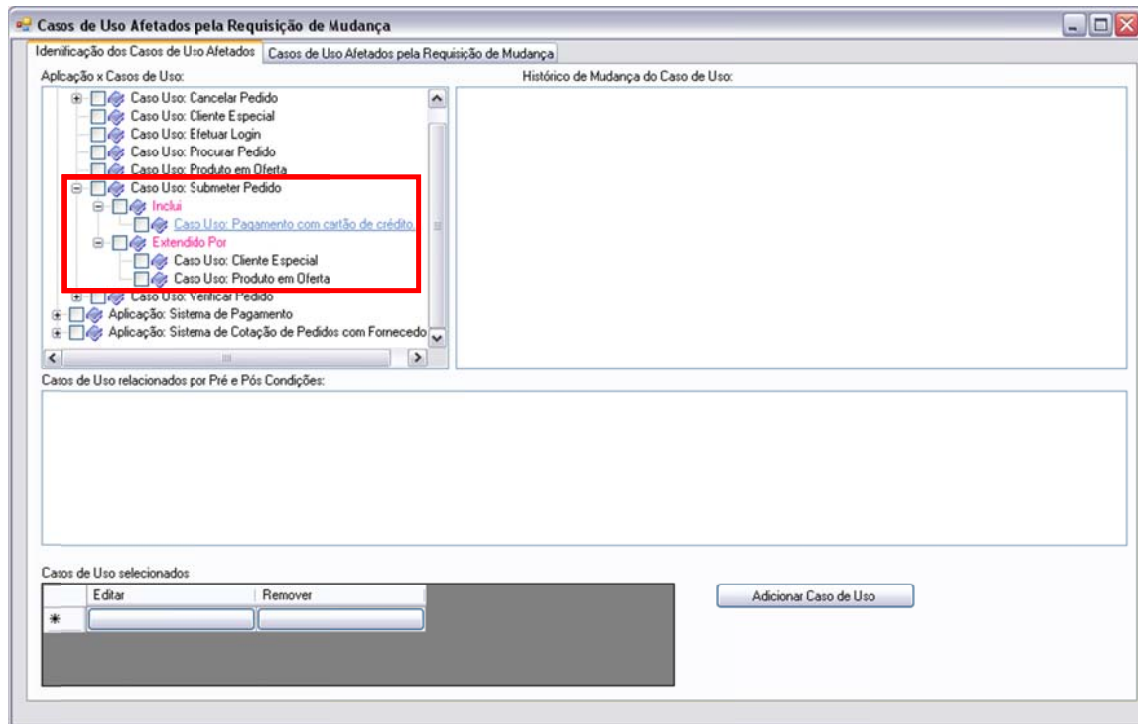 Casos de Uso Afetados pela Requisição de Mudança
Identificação dos Casos de Uso Afetados Casos de Uso Afetados pela Requisição de Mudança
Aplicação x Casos de Uso: Histórico de Mudança do Caso de Uso:
Caso Uso: Cancelar Pedido
Caso Uso: Cliente Especial
Caso Uso: Efetuar Login
Caso Uso: Procurar Pedido
Caso Uso: Produto em Oferta
Caso Uso: Submeter Pedido
Inclui
Caso Uso: Pagamento com cartão de crédito.
Extendido Por
Caso Uso: Cliente Especial
Caso Uso: Produto em Oferta
Caso Uso: Verificar Pedido
Aplicação: Sistema de Pagamento
Aplicação: Sistema de Cotação de Pedidos com Fornecedo
Casos de Uso relacionados por Pré e Pós Condições:
Casos de Uso selecionados
Editar Remover
Adicionar Caso de Uso